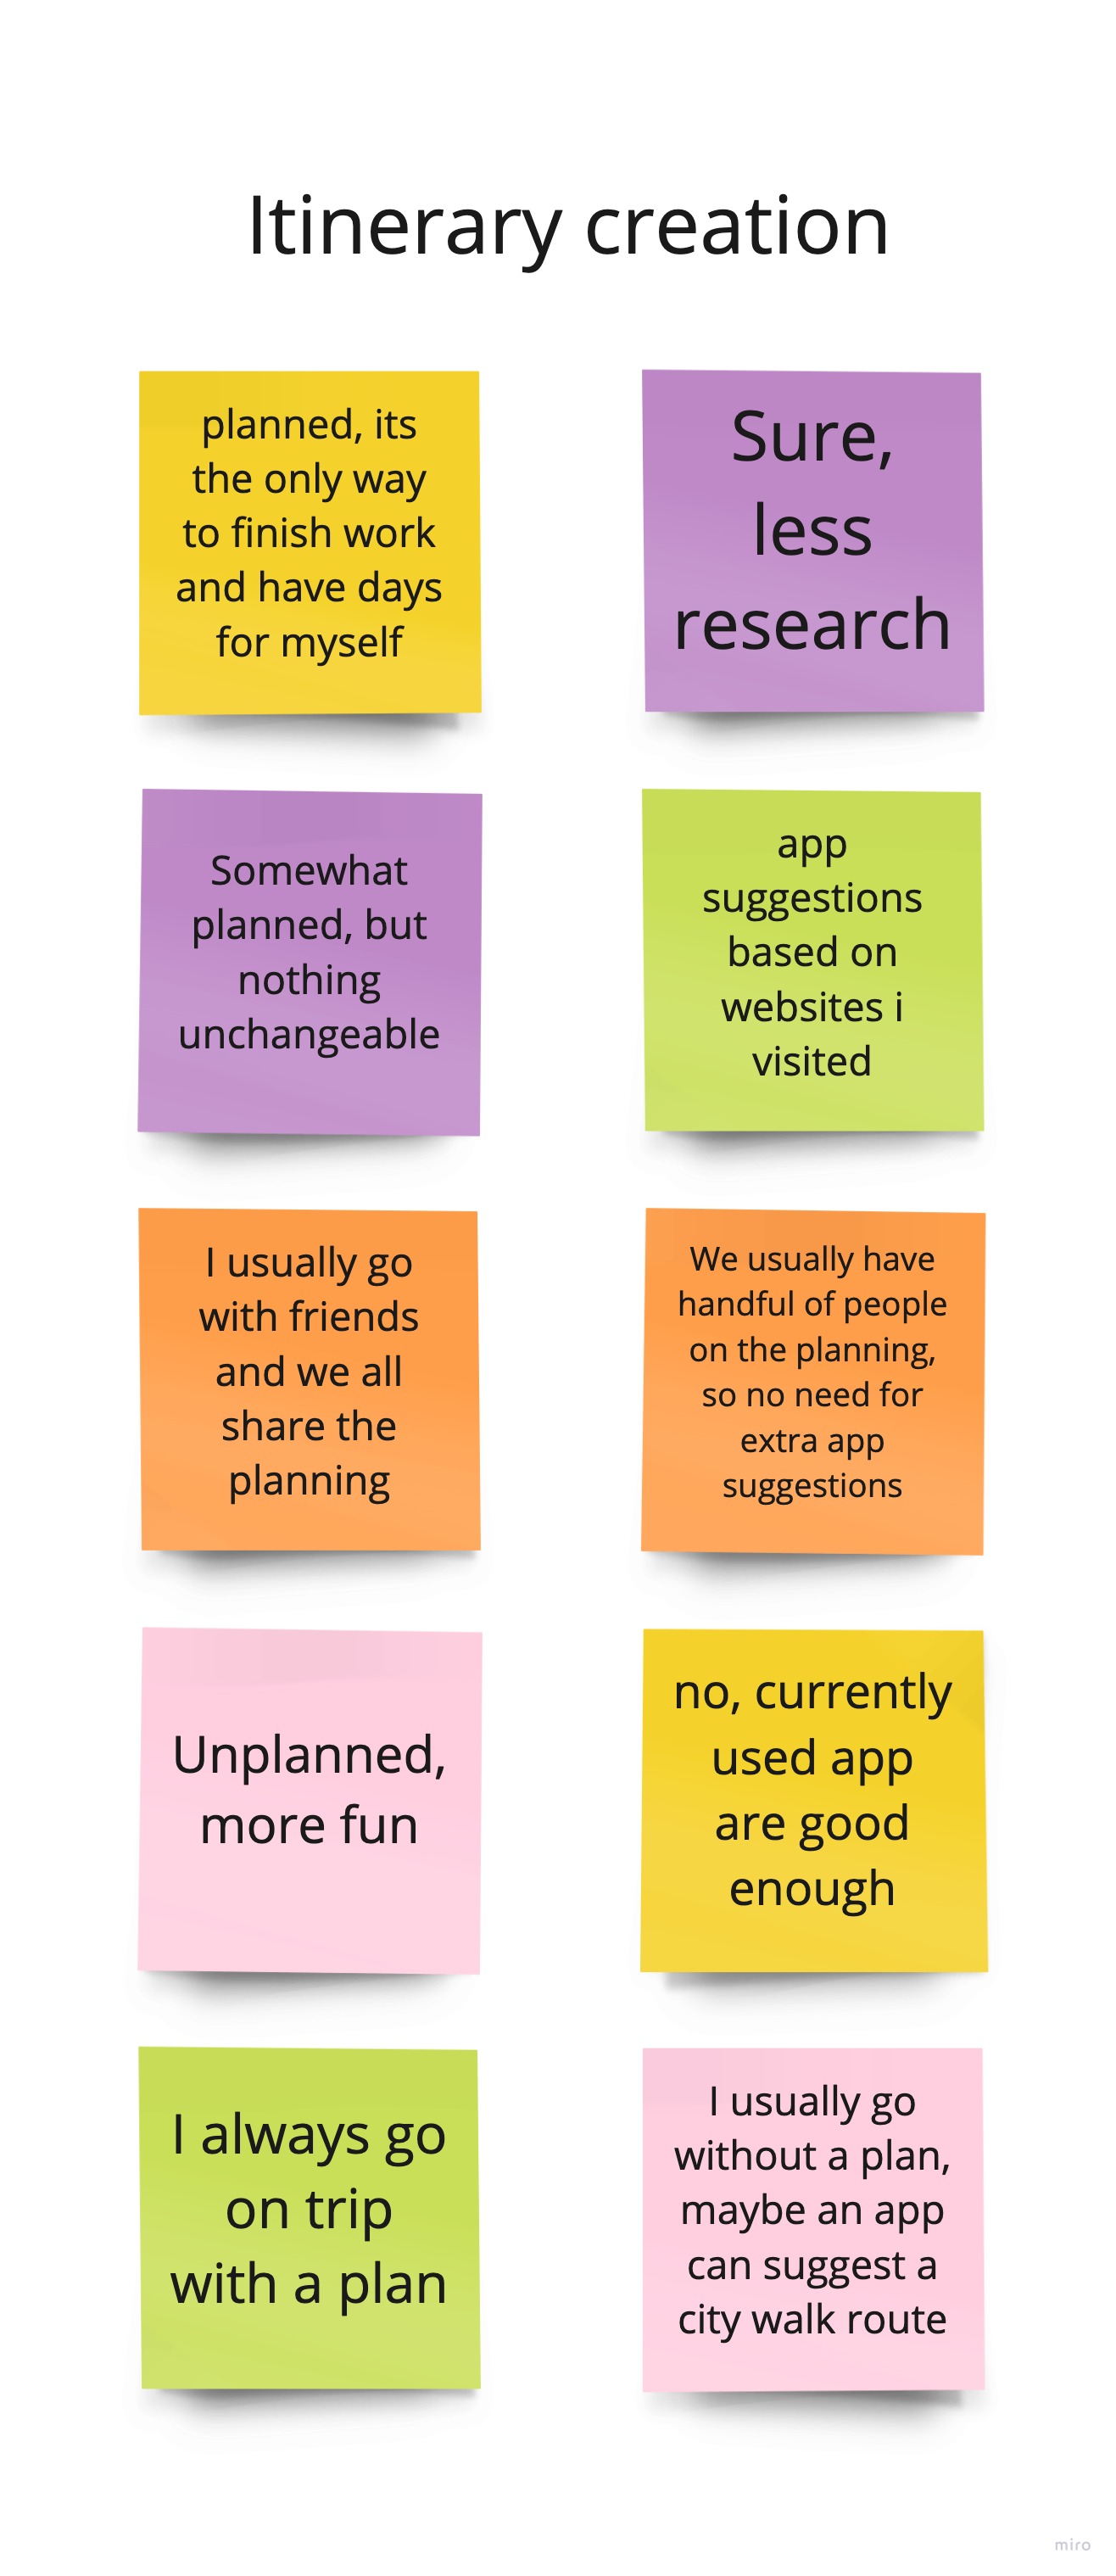 Itinerary creation
planned, its
the only way
to finish work
and have days
for myself
Sure,
less
research
Somewhat
planned, but
nothing
unchangeable
app
suggestions
based on
websites i
visited
I usually go
with friends
and we all
share the
planning
We usually have
handful of people
on the planning,
so no need for
extra app
suggestions
Unplanned,
more fun
no, currently
used app
are good
enough
I always go
on trip
with a plan
I usually go
without a plan,
maybe an app
can suggest a
city walk route
miro